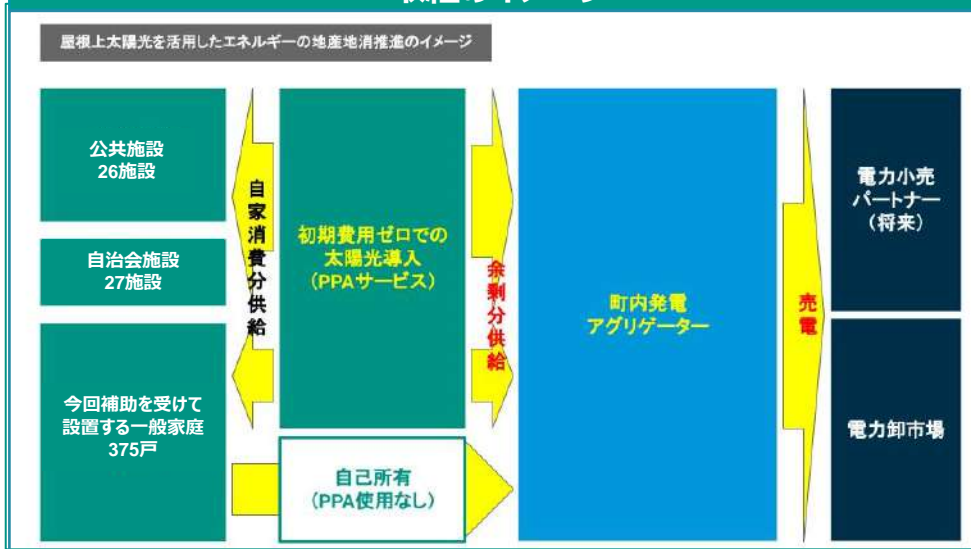 屋根上太陽光を活用したエネルギーの地産地消推進のイメージ
公共施設
26施設
自治会施設
27施設
今回補助を受けて
設置する一般家庭
375戸
自家消費分供給
初期費用ゼロでの
太陽光導入
(PPAサービス)
自己所有
(PPA使用なし)
余剰分供給
町内発電
アグリゲーター
売電
電力小売
パートナー
(将来)
電力卸市場